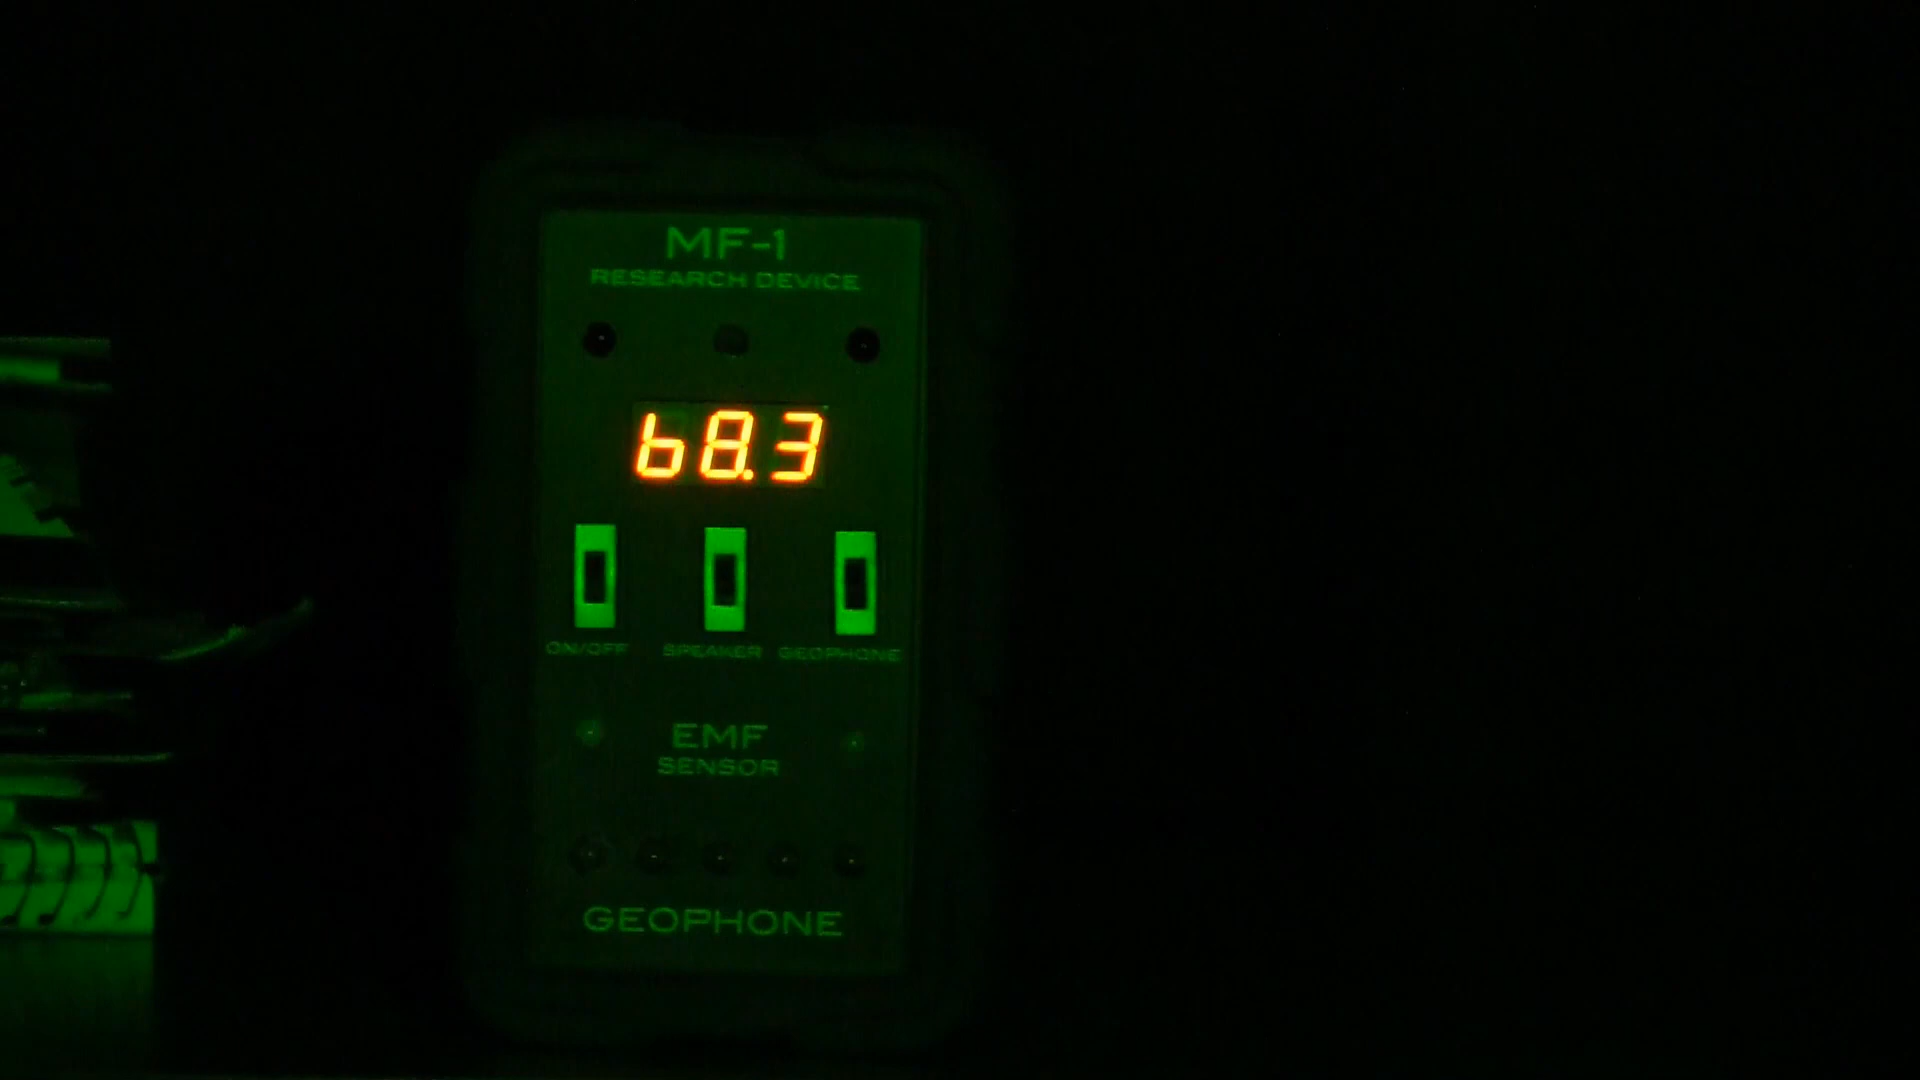 MF-1
RESEARCH DEVICE
68.3
ON/OFF SPEAKER GEOPHONE
EMF
SENSOR
GEOPHONE